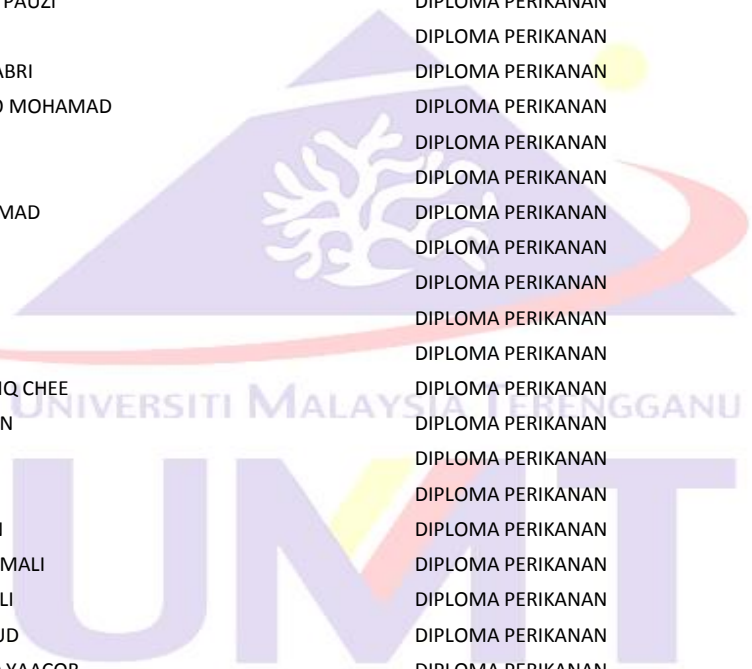 PAUZI DIPLOMA PERIKANAN
DIPLOMA PERIKANAN
ABRI DIPLOMA PERIKANAN
D MOHAMAD DIPLOMA PERIKANAN
DIPLOMA PERIKANAN
DIPLOMA PERIKANAN
MAD DIPLOMA PERIKANAN
DIPLOMA PERIKANAN
DIPLOMA PERIKANAN
DIPLOMA PERIKANAN
DIPLOMA PERIKANAN
IQ CHEE DIPLOMA PERIKANAN
UNIVERSITI MALAYSIA TERENGGANU
N DIPLOMA PERIKANAN
DIPLOMA PERIKANAN
DIPLOMA PERIKANAN
I DIPLOMA PERIKANAN
MALI DIPLOMA PERIKANAN
LI DIPLOMA PERIKANAN
UD DIPLOMA PERIKANAN
YAACOB DIPLOMA PERIKANAN
UMT